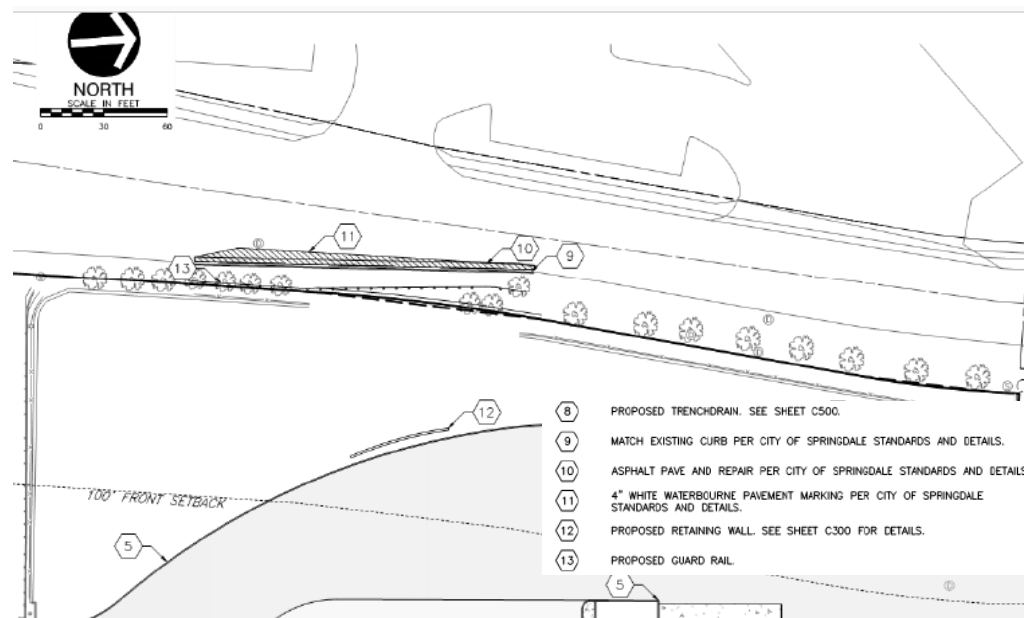 NORTH
SCALE IN FEET
0 30 60
11
10
9
13
12
100' FRONT SETBACK
5
5
8 PROPOSED TRENCHDRAIN. SEE SHEET C500.
9 MATCH EXISTING CURB PER CITY OF SPRINGDALE STANDARDS AND DETAILS.
10 ASPHALT PAVE AND REPAIR PER CITY OF SPRINGDALE STANDARDS AND DETAILS
11 4" WHITE WATERBOURNE PAVEMENT MARKING PER CITY OF SPRINGDALE
STANDARDS AND DETAILS.
12 PROPOSED RETAINING WALL. SEE SHEET C300 FOR DETAILS.
13 PROPOSED GUARD RAIL.